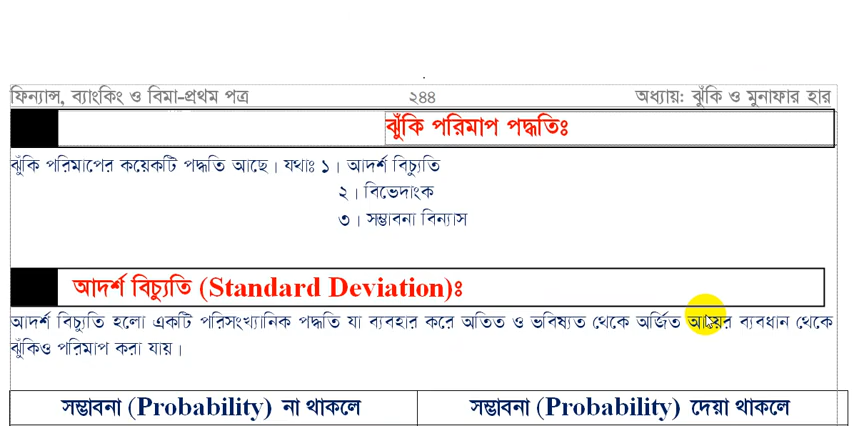 ফিন্যান্স, ব্যাংকিং ও বিমা-প্রথম পত্র ২৪৪ অধ্যায়: ঝুঁকি ও মুনাফার হার
ঝুঁকি পরিমাপ পদ্ধতিঃ
ঝুঁকি পরিমাপের কয়েকটি পদ্ধতি আছে। যথাঃ ১। আদর্শ বিচ্যুতি
২। বিভেদাংক
৩। সম্ভাবনা বিন্যাস
আদর্শ বিচ্যুতি (Standard Deviation)ঃ
আদর্শ বিচ্যুতি হলো একটি পরিসংখ্যানিক পদ্ধতি যা ব্যবহার করে অতিত ও ভবিষ্যত থেকে অর্জিত আয়ের ব্যবধান থেকে
ঝুঁকিও পরিমাপ করা যায়।
সম্ভাবনা (Probability) না থাকলে সম্ভাবনা (Probability) দেয়া থাকলে